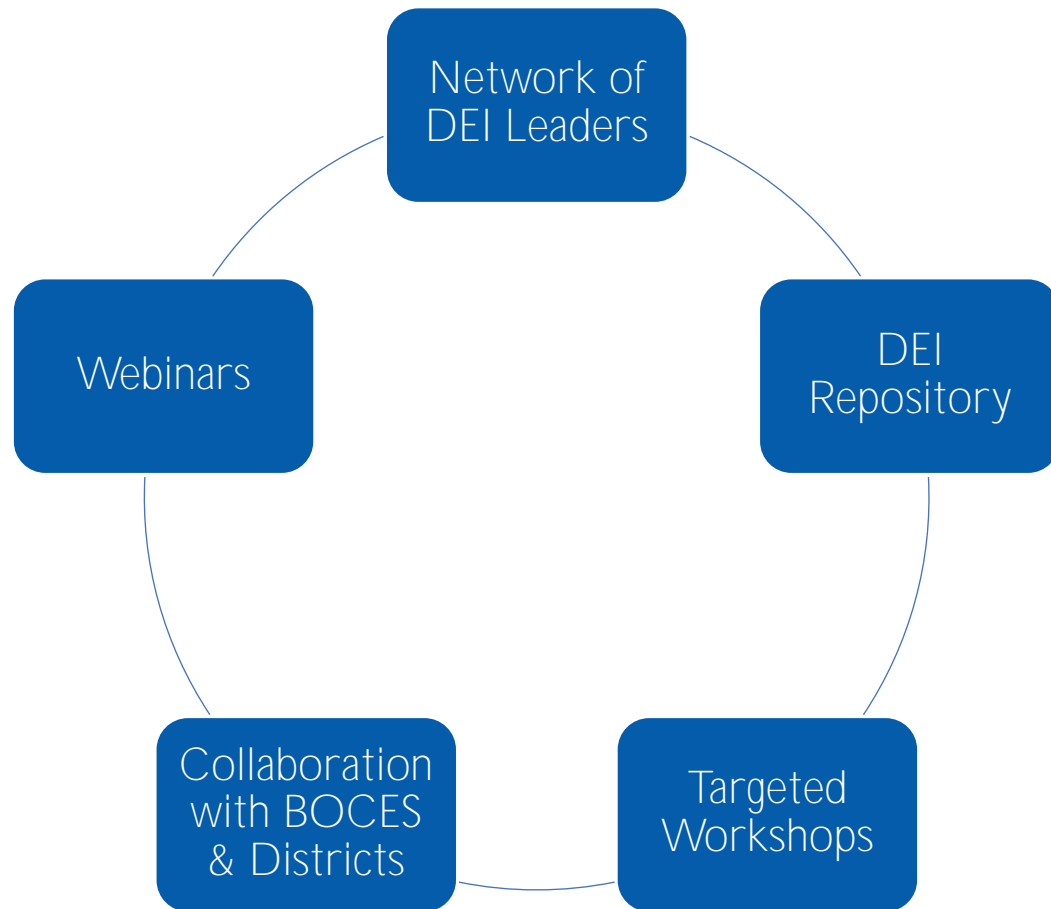 Network of
DEI Leaders
DEI
Repository
Targeted
Workshops
Collaboration
with BOCES
& Districts
Webinars